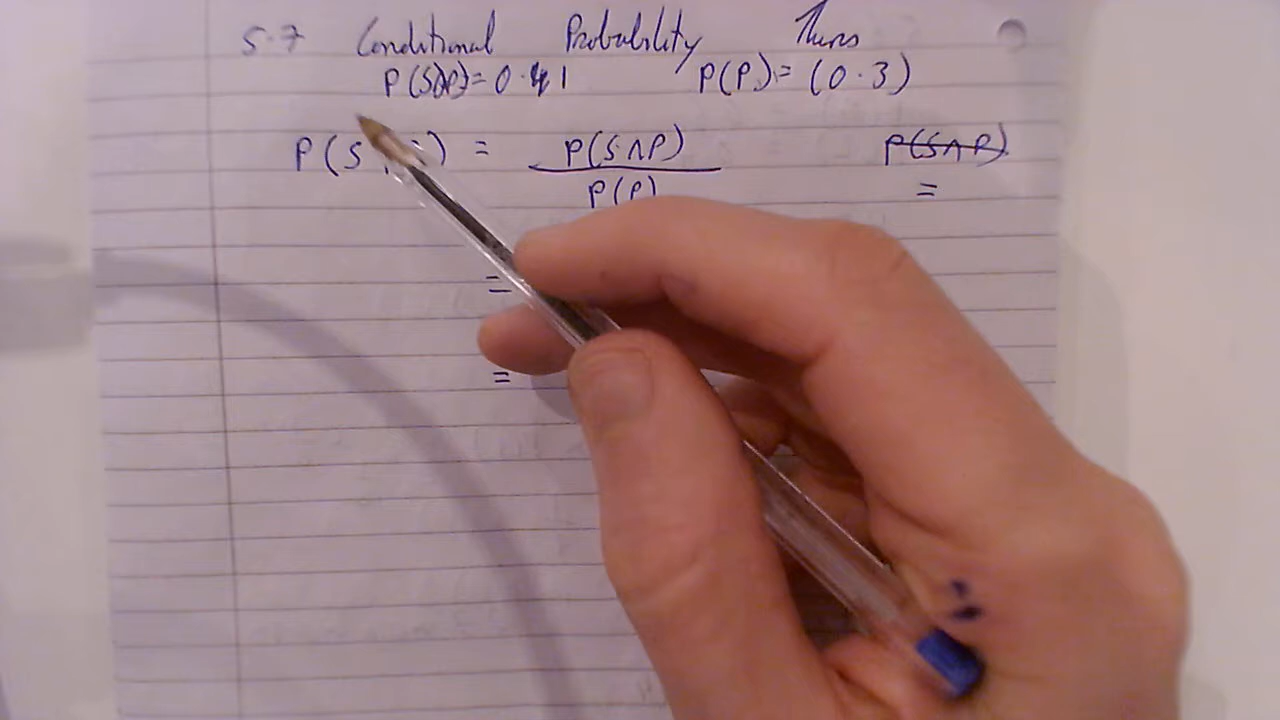 5.7 Conditional Probability Thurs
P(S∩P)= 0.41 P(P)= (0.3)
P(S = P(S∩P) P(S∩P)
P(P) =
=
=